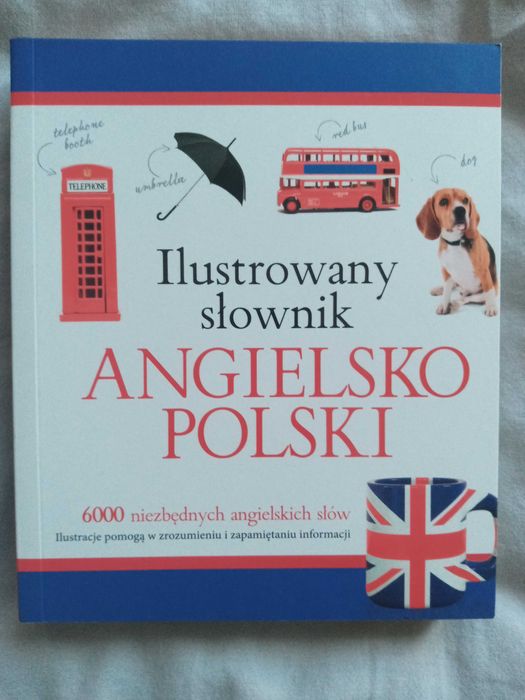 telephone
booth
umbrella
red bus
dog
TELEPHONE
Ilustrowany
słownik
ANGIELSKO
POLSKI
6000 niezbędnych angielskich słów
Ilustracje pomogą w zrozumieniu i zapamiętaniu informacji